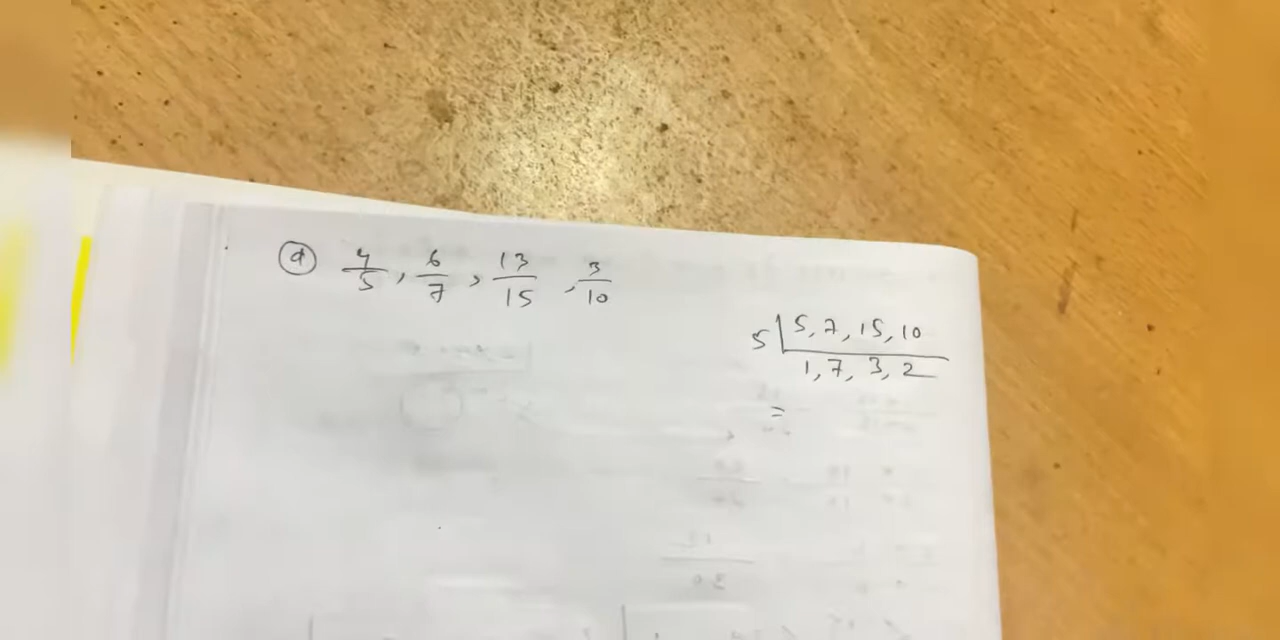 (d) 4/5, 6/7, 13/15, 3/10
5 | 5, 7, 15, 10
1, 7, 3, 2
=